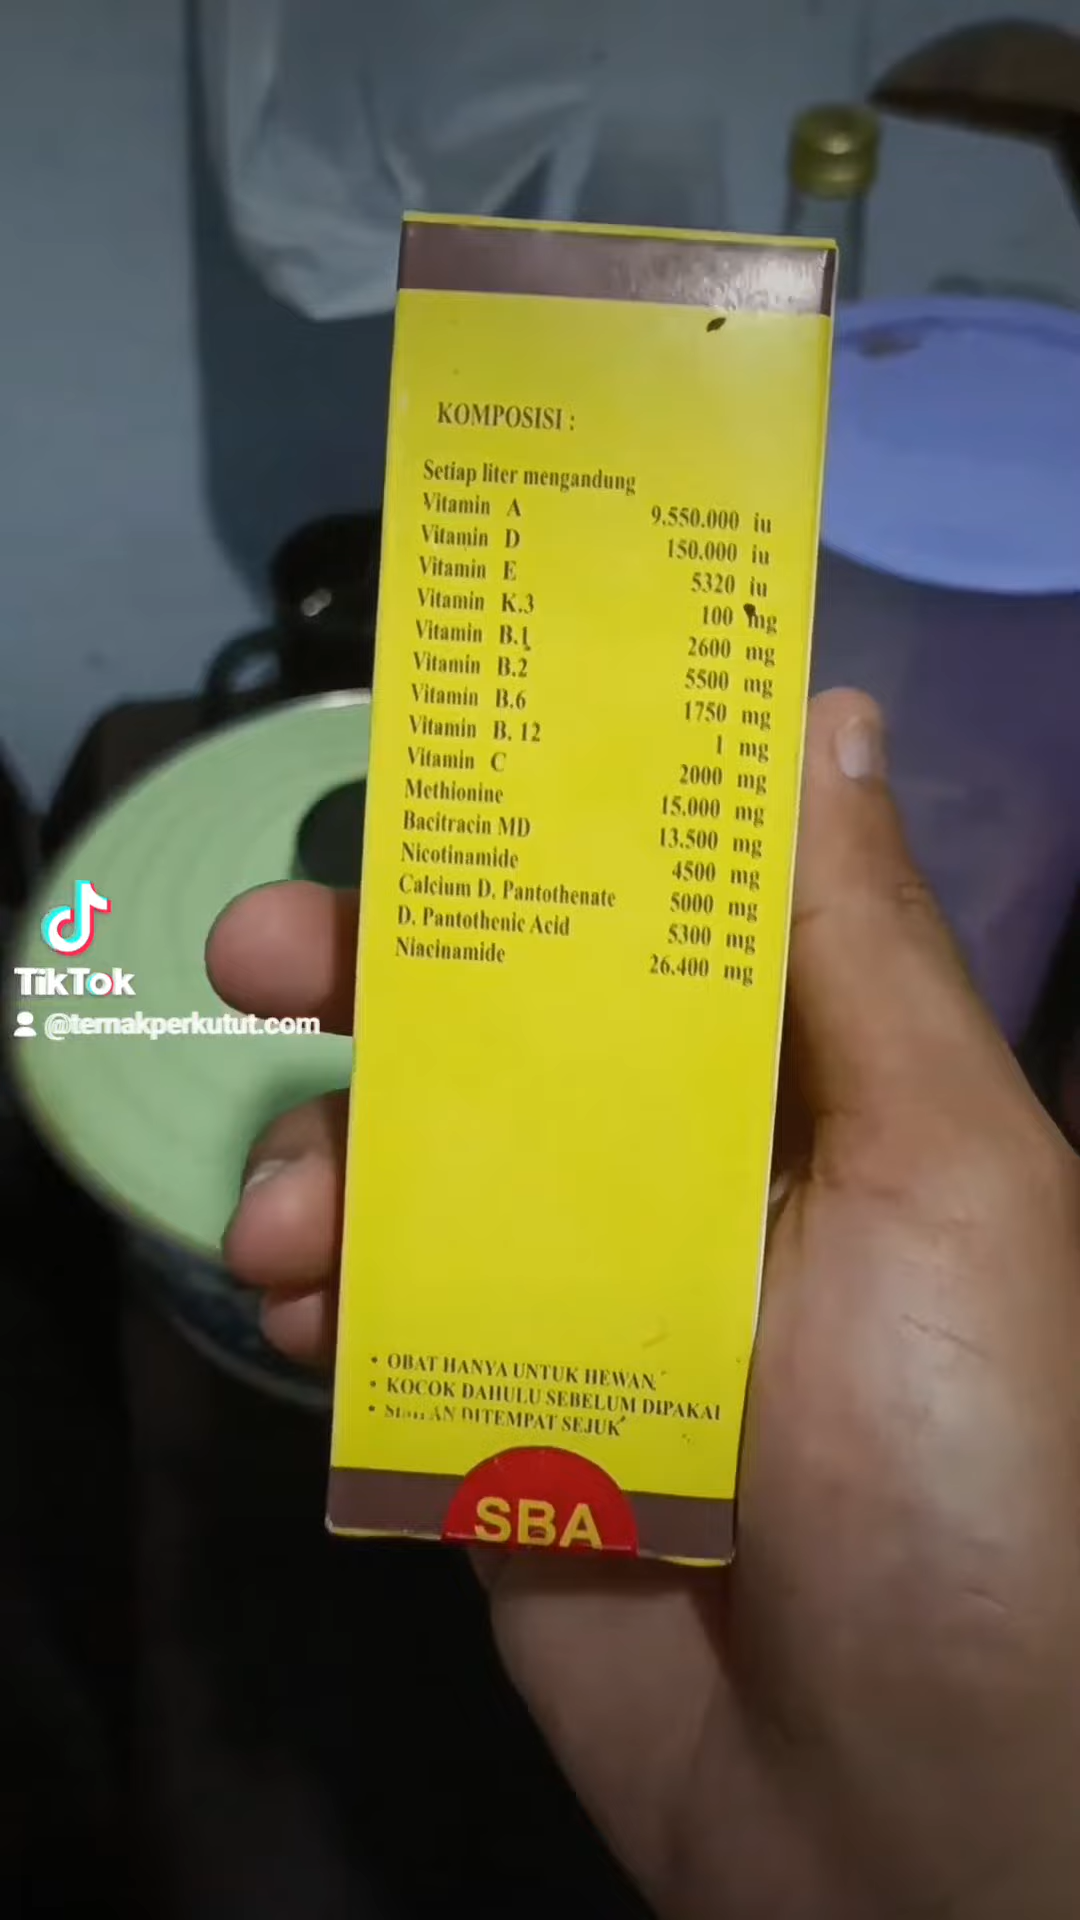 KOMPOSISI :
Setiap liter mengandung
Vitamin A 9.550.000 iu
Vitamin D 150.000 iu
Vitamin E 5320 iu
Vitamin K.3 100 mg
Vitamin B.1 2600 mg
Vitamin B.2 5500 mg
Vitamin B.6 1750 mg
Vitamin B. 12 1 mg
Vitamin C 2000 mg
Methionine 15.000 mg
Bacitracin MD 13.500 mg
Nicotinamide 4500 mg
Calcium D. Pantothenate 5000 mg
D. Pantothenic Acid 5300 mg
Niacinamide 26.400 mg
TikTok
@ternakperkutut.com
• OBAT HANYA UNTUK HEWAN
• KOCOK DAHULU SEBELUM DIPAKAI
• DITEMPAT SEJUK
SBA